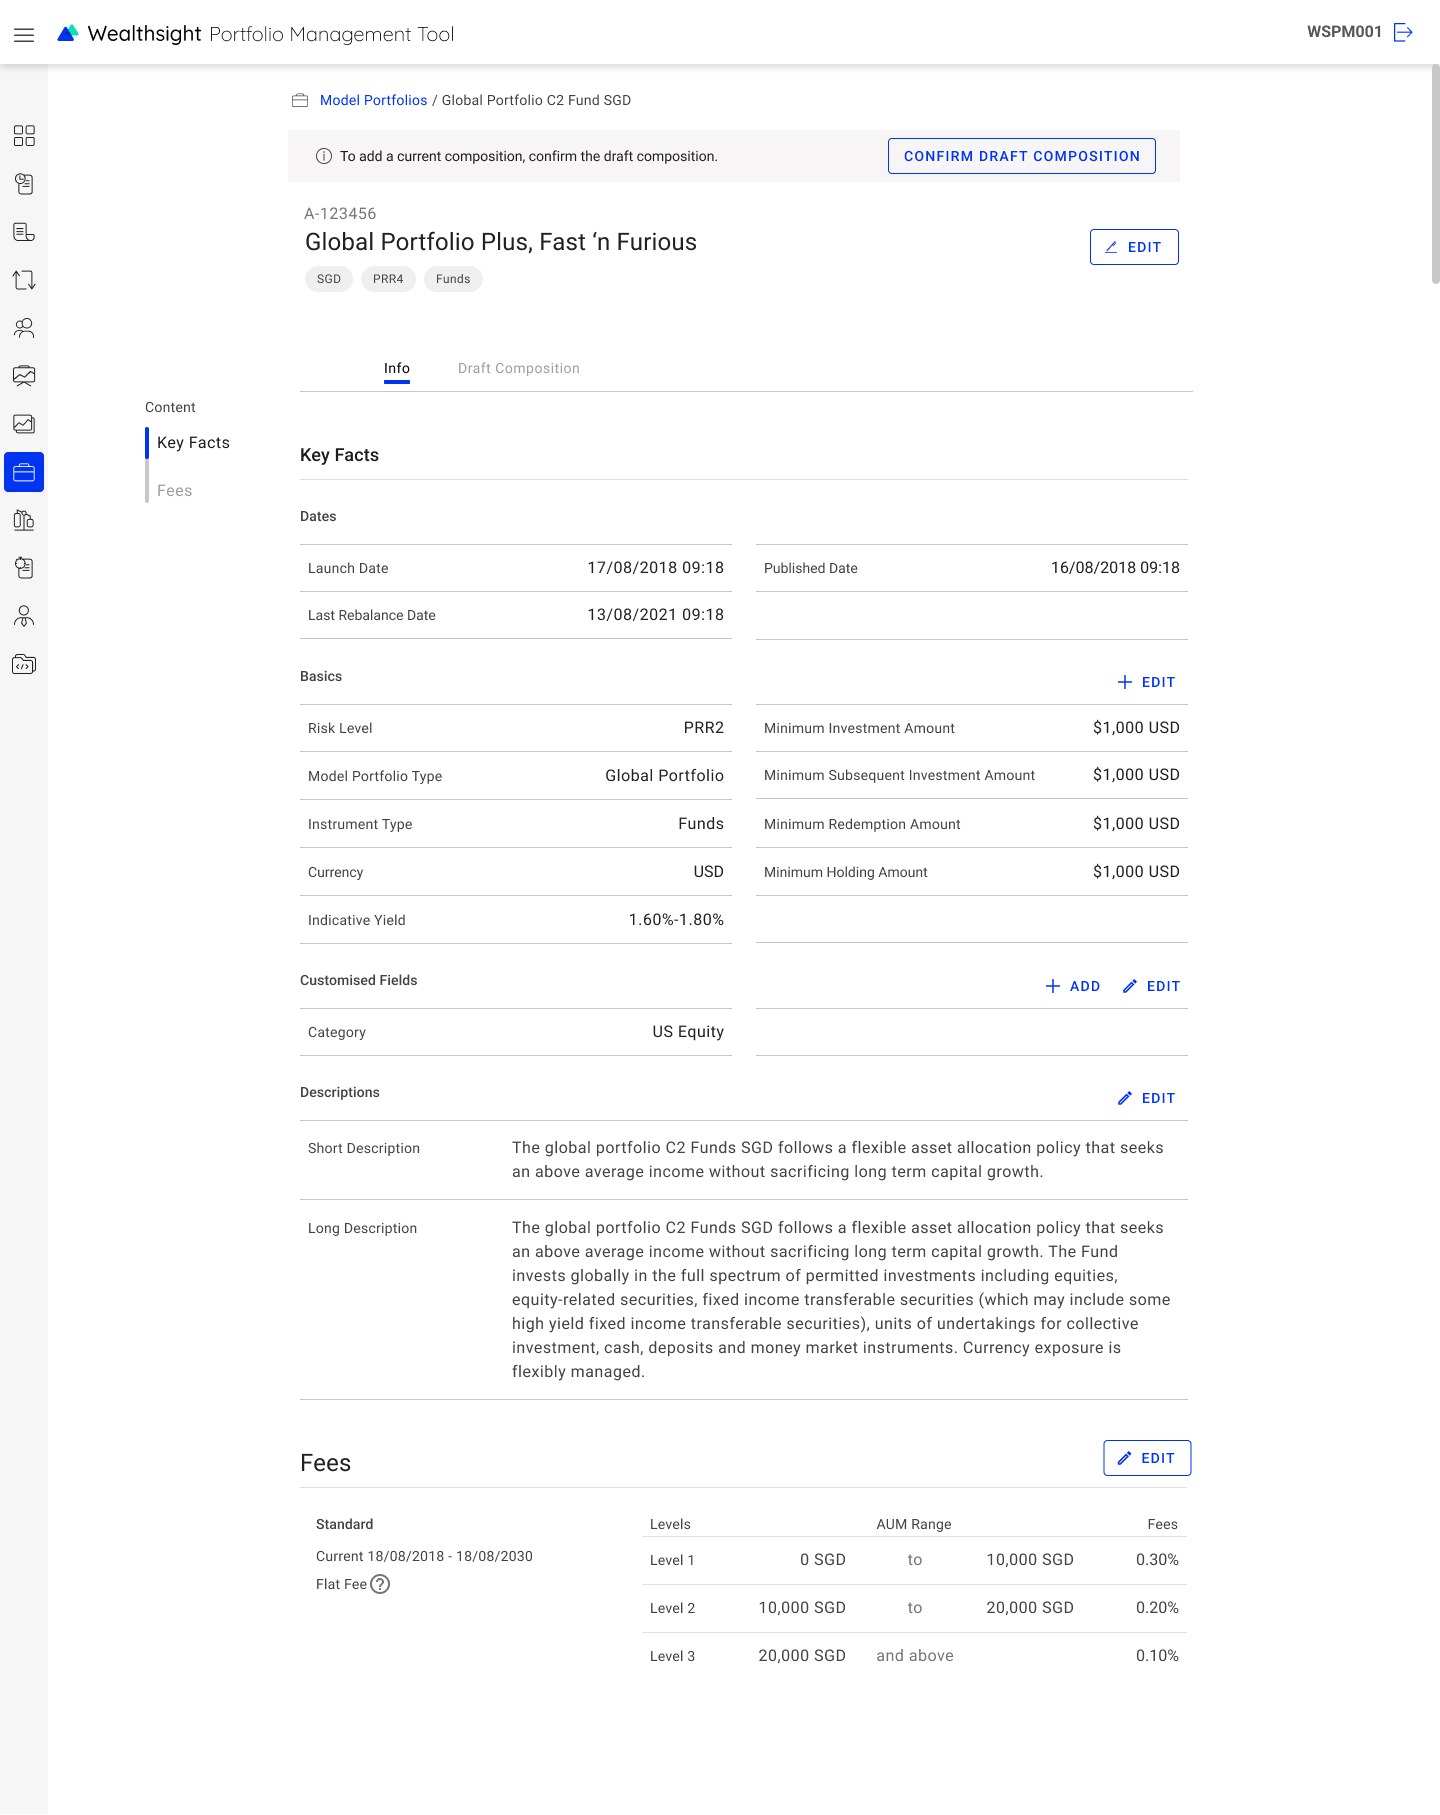 Wealthsight Portfolio Management Tool
WSPM001
Model Portfolios / Global Portfolio C2 Fund SGD
To add a current composition, confirm the draft composition.
CONFIRM DRAFT COMPOSITION
A-123456
Global Portfolio Plus, Fast ‘n Furious
EDIT
SGD PRR4 Funds
Info Draft Composition
Content
Key Facts
Fees
Key Facts
Dates
Launch Date 17/08/2018 09:18
Published Date 16/08/2018 09:18
Last Rebalance Date 13/08/2021 09:18
Basics
EDIT
Risk Level PRR2
Minimum Investment Amount $1,000 USD
Model Portfolio Type Global Portfolio
Minimum Subsequent Investment Amount $1,000 USD
Instrument Type Funds
Minimum Redemption Amount $1,000 USD
Currency USD
Minimum Holding Amount $1,000 USD
Indicative Yield 1.60%-1.80%
Customised Fields
ADD EDIT
Category US Equity
Descriptions
EDIT
Short Description
The global portfolio C2 Funds SGD follows a flexible asset allocation policy that seeks
an above average income without sacrificing long term capital growth.
Long Description
The global portfolio C2 Funds SGD follows a flexible asset allocation policy that seeks
an above average income without sacrificing long term capital growth. The Fund
invests globally in the full spectrum of permitted investments including equities,
equity-related securities, fixed income transferable securities (which may include some
high yield fixed income transferable securities), units of undertakings for collective
investment, cash, deposits and money market instruments. Currency exposure is
flexibly managed.
Fees
EDIT
Standard
Current 18/08/2018 - 18/08/2030
Flat Fee
Levels AUM Range Fees
Level 1 0 SGD to 10,000 SGD 0.30%
Level 2 10,000 SGD to 20,000 SGD 0.20%
Level 3 20,000 SGD and above 0.10%